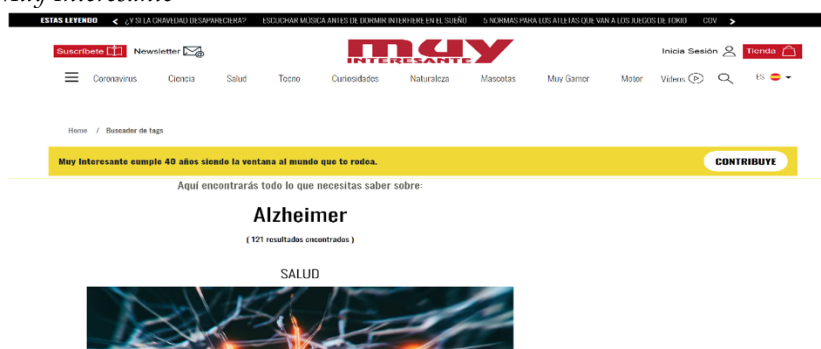 Muy Interesante
ESTAS LEYENDO < ¿Y SI LA GRAVEDAD DESAPARECIERA? ESCUCHAR MÚSICA ANTES DE DORMIR INTERFIERE EN EL SUEÑO 5 NORMAS PARA LOS ATLETAS QUE VAN A LOS JUEGOS DE TOKIO COV >
Suscríbete Newsletter muy INTERESANTE Inicia Sesión Tienda
Coronavirus Ciencia Salud Tecno Curiosidades Naturaleza Mascotas Muy Gamer Motor Vídeos ES
Home / Buscador de tags
Muy Interesante cumple 40 años siendo la ventana al mundo que te rodea. CONTRIBUYE
Aquí encontrarás todo lo que necesitas saber sobre:
Alzheimer
( 121 resultados encontrados )
SALUD